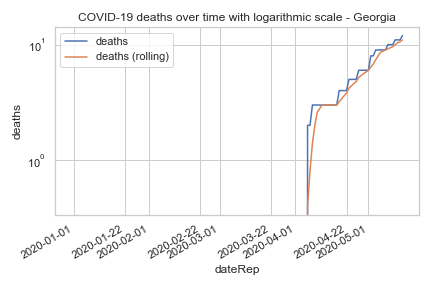 COVID-19 deaths over time with logarithmic scale - Georgia
deaths
deaths (rolling)
10¹
10⁰
deaths
2020-01-01
2020-01-22
2020-02-01
2020-02-22
2020-03-01
2020-03-22
2020-04-01
2020-04-22
2020-05-01
dateRep